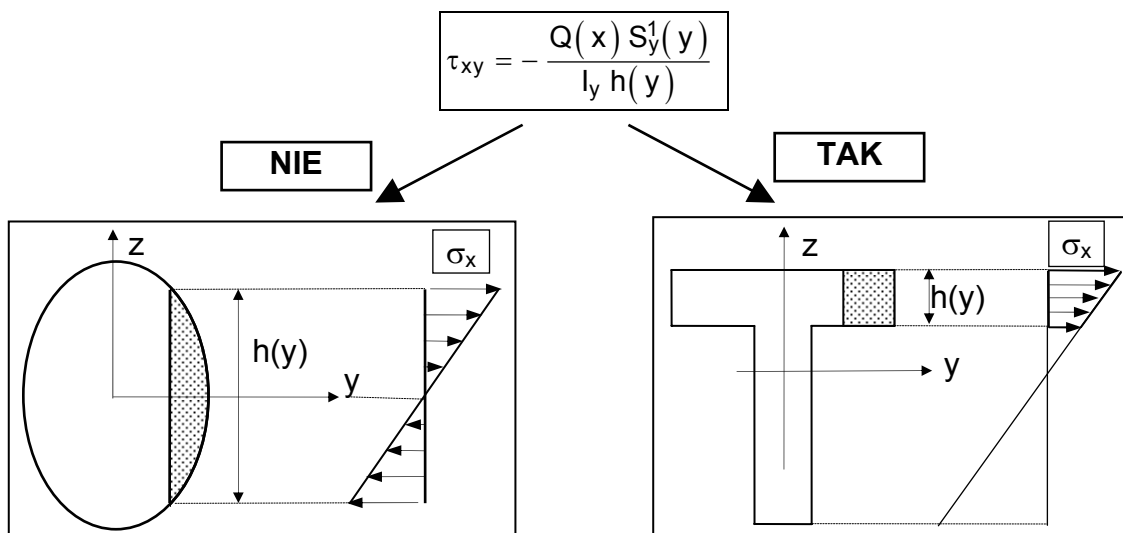 τxy = − Q(x) S¹y(y) / Iy h(y)
NIE
TAK
z
σx
h(y)
y
z
σx
h(y)
y